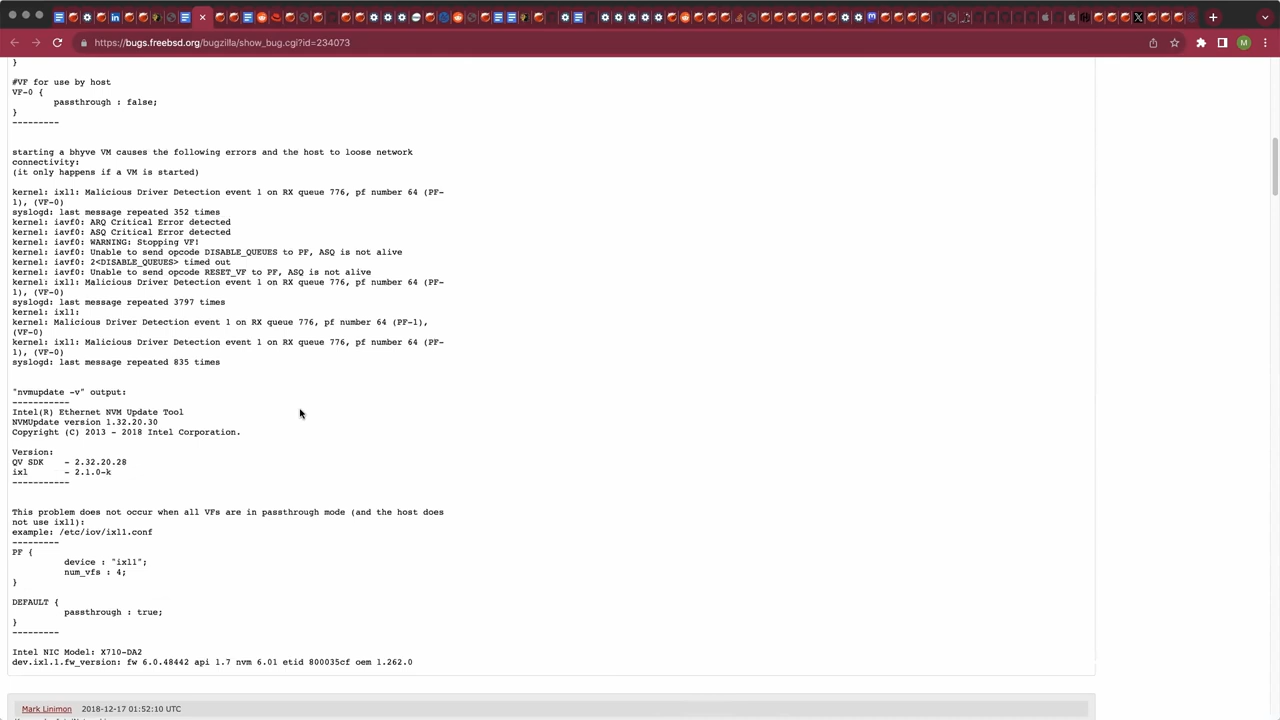 https://bugs.freebsd.org/bugzilla/show_bug.cgi?id=234073
M
}
#VF for use by host
VF-0 {
passthrough : false;
}
---------
starting a bhyve VM causes the following errors and the host to loose network
connectivity:
(it only happens if a VM is started)
kernel: ixl1: Malicious Driver Detection event 1 on RX queue 776, pf number 64 (PF-
1), (VF-0)
syslogd: last message repeated 352 times
kernel: iavf0: ARQ Critical Error detected
kernel: iavf0: ASQ Critical Error detected
kernel: iavf0: WARNING: Stopping VF!
kernel: iavf0: Unable to send opcode DISABLE_QUEUES to PF, ASQ is not alive
kernel: iavf0: 2<DISABLE_QUEUES> timed out
kernel: iavf0: Unable to send opcode RESET_VF to PF, ASQ is not alive
kernel: ixl1: Malicious Driver Detection event 1 on RX queue 776, pf number 64 (PF-
1), (VF-0)
syslogd: last message repeated 3797 times
kernel: ixl1:
kernel: Malicious Driver Detection event 1 on RX queue 776, pf number 64 (PF-1),
(VF-0)
kernel: ixl1: Malicious Driver Detection event 1 on RX queue 776, pf number 64 (PF-
1), (VF-0)
syslogd: last message repeated 835 times
"nvmupdate -v" output:
-----------
Intel(R) Ethernet NVM Update Tool
NVMUpdate version 1.32.20.30
Copyright (C) 2013 - 2018 Intel Corporation.
Version:
QV SDK - 2.32.20.28
ixl - 2.1.0-k
-----------
This problem does not occur when all VFs are in passthrough mode (and the host does
not use ixl1):
example: /etc/iov/ixl1.conf
---------
PF {
device : "ixl1";
num_vfs : 4;
}
DEFAULT {
passthrough : true;
}
---------
Intel NIC Model: X710-DA2
dev.ixl.1.fw_version: fw 6.0.48442 api 1.7 nvm 6.01 etid 800035cf oem 1.262.0
Mark Linimon 2018-12-17 01:52:10 UTC